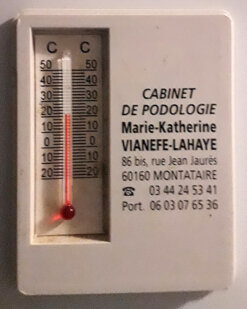 C C
50 50
40 40
30 30
20 20
10 10
0 0
10 10
20 20
CABINET
DE PODOLOGIE
Marie-Katherine
VIANEFE-LAHAYE
86 bis, rue Jean Jaurés
60160 MONTATAIRE
☎ 03 44 24 53 41
Port. 06 03 07 65 36